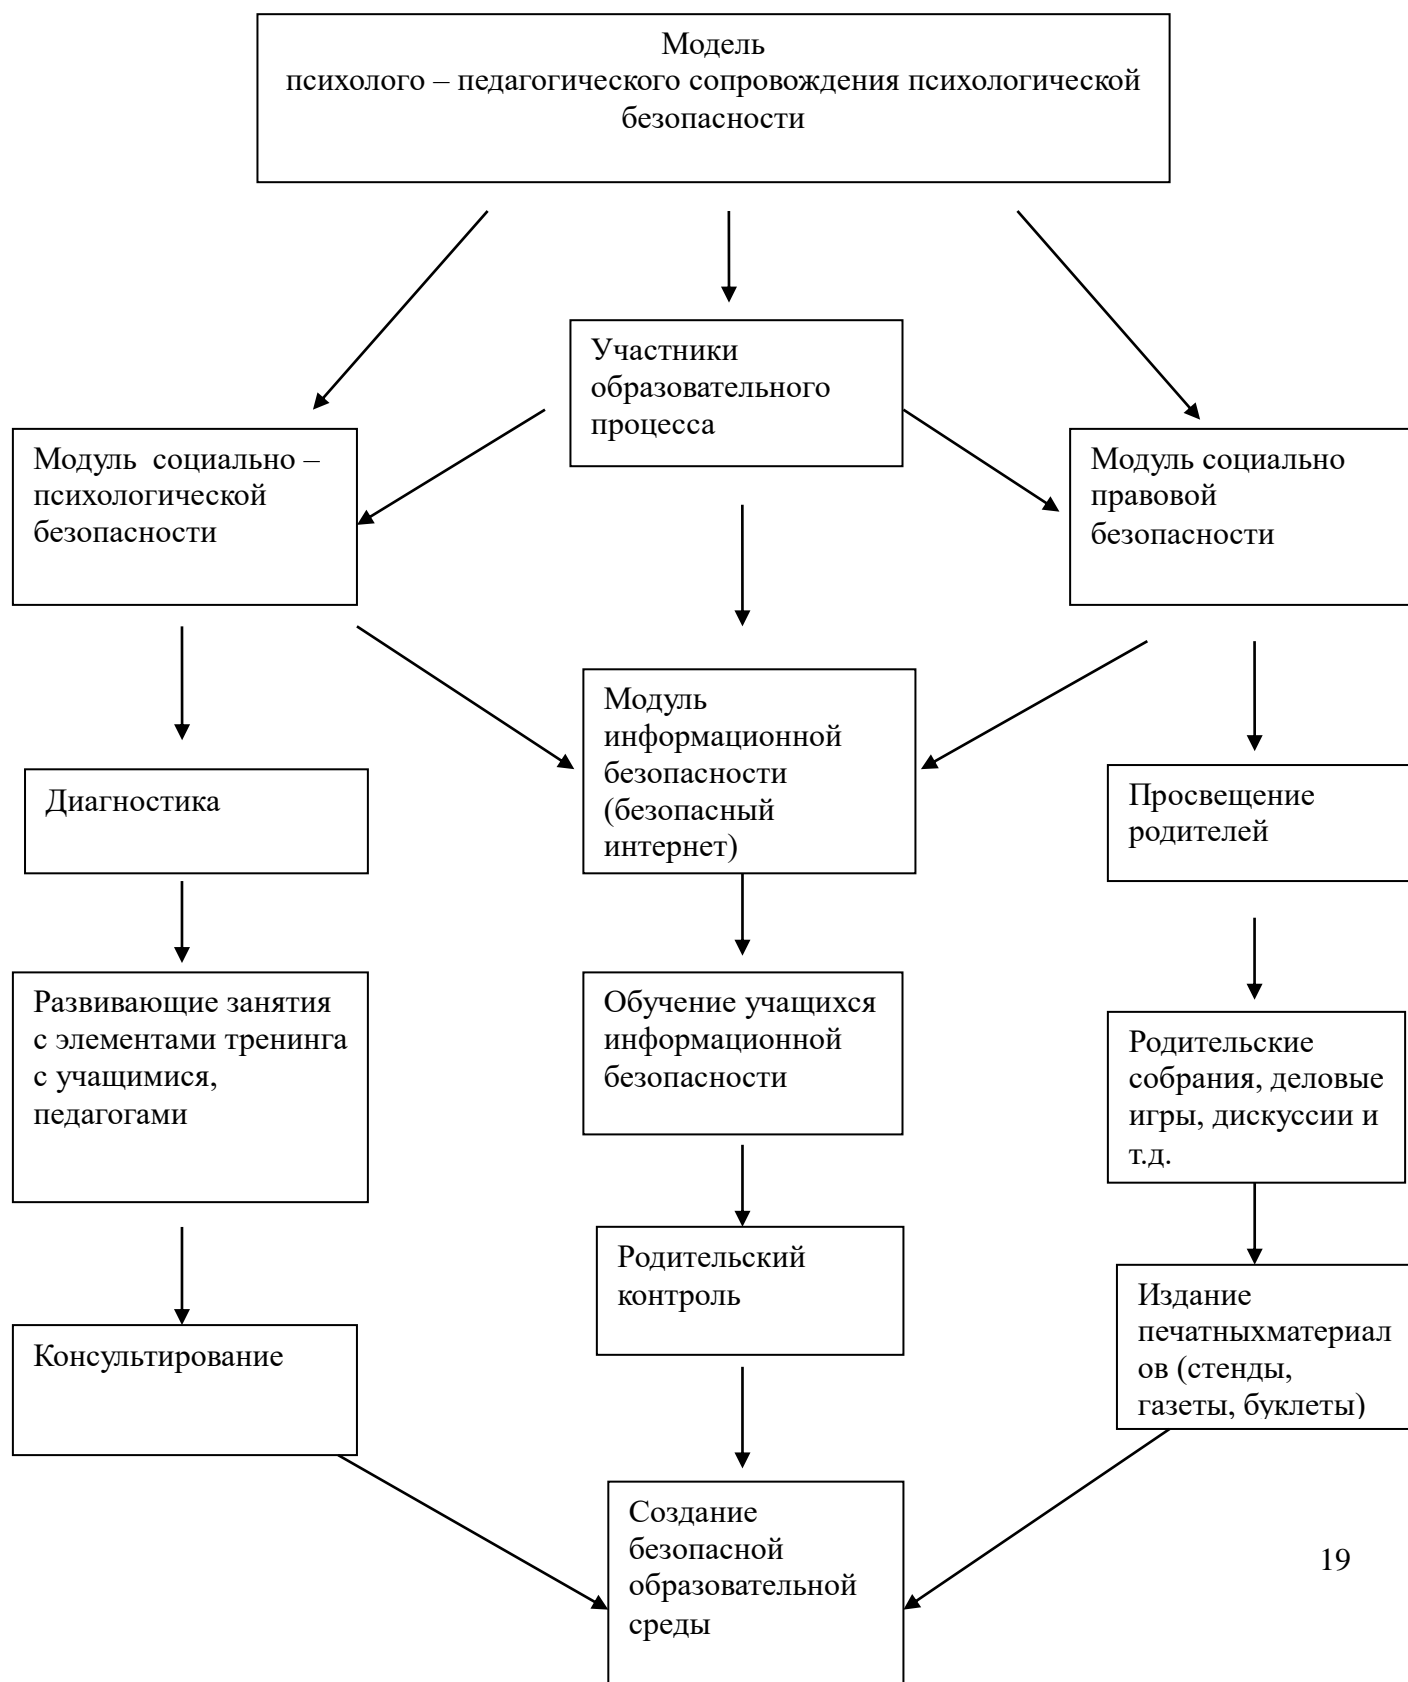 Модель
психолого – педагогического сопровождения психологической
безопасности
Участники
образовательного
процесса
Модуль  социально –
психологической
безопасности
Модуль социально
правовой
безопасности
Модуль
информационной
безопасности
(безопасный
интернет)
Диагностика
Просвещение
родителей
Развивающие занятия
с элементами тренинга
с учащимися,
педагогами
Обучение учащихся
информационной
безопасности
Родительские
собрания, деловые
игры, дискуссии и
т.д.
Родительский
контроль
Издание
печатныхматериал
ов (стенды,
газеты, буклеты)
Консультирование
Создание
безопасной
образовательной
среды
19